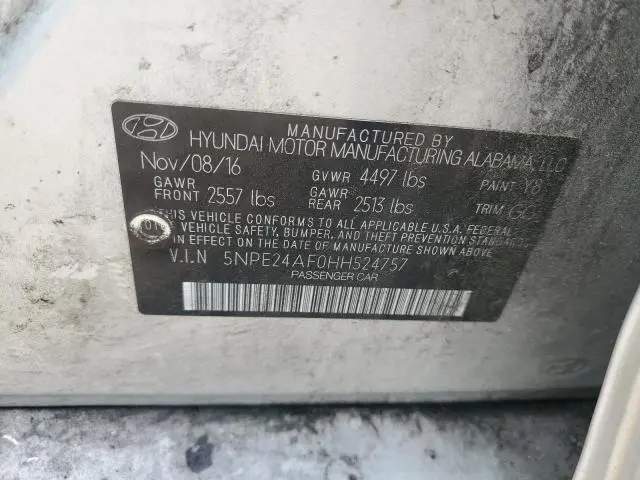 MANUFACTURED BY
HYUNDAI MOTOR MANUFACTURING ALABAMA, LLC
Nov/08/16 GVWR 4497 lbs PAINT Y8
GAWR FRONT 2557 lbs GAWR REAR 2513 lbs TRIM
THIS VEHICLE CONFORMS TO ALL APPLICABLE U.S.A. FEDERAL
VEHICLE SAFETY, BUMPER, AND THEFT PREVENTION STANDARDS
IN EFFECT ON THE DATE OF MANUFACTURE SHOWN ABOVE
V.I.N 5NPE24AF0HH524757
PASSENGER CAR